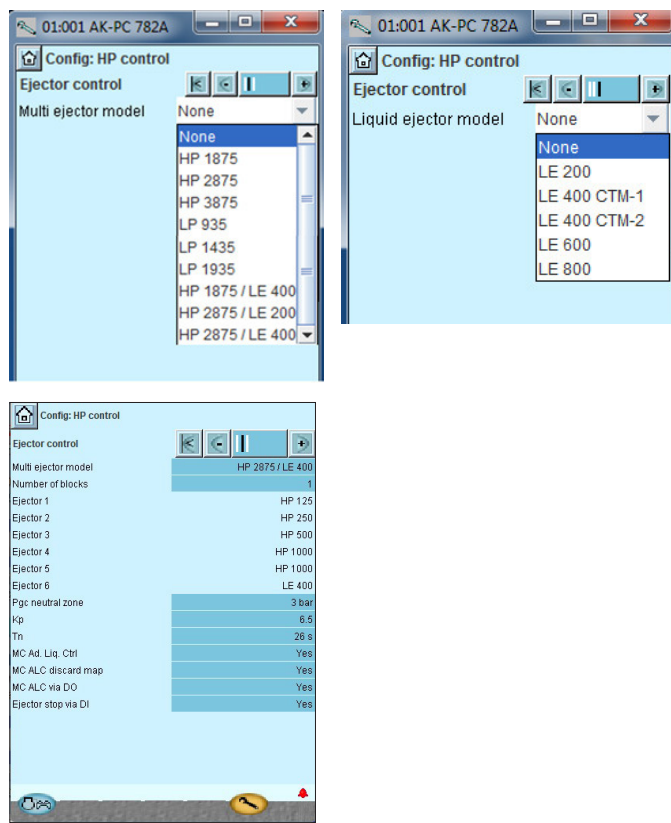 01:001 AK-PC 782A
Config: HP control
Ejector control
Multi ejector model None
None
HP 1875
HP 2875
HP 3875
LP 935
LP 1435
LP 1935
HP 1875 / LE 400
HP 2875 / LE 200
HP 2875 / LE 400
01:001 AK-PC 782A
Config: HP control
Ejector control
Liquid ejector model None
None
LE 200
LE 400 CTM-1
LE 400 CTM-2
LE 600
LE 800
Config: HP control
Ejector control
Multi ejector model HP 2875 / LE 400
Number of blocks 1
Ejector 1 HP 125
Ejector 2 HP 250
Ejector 3 HP 500
Ejector 4 HP 1000
Ejector 5 HP 1000
Ejector 6 LE 400
Pgc neutral zone 3 bar
Kp 6.5
Tn 26 s
MC Ad. Liq. Ctrl Yes
MC ALC discard map Yes
MC ALC via DO Yes
Ejector stop via DI Yes